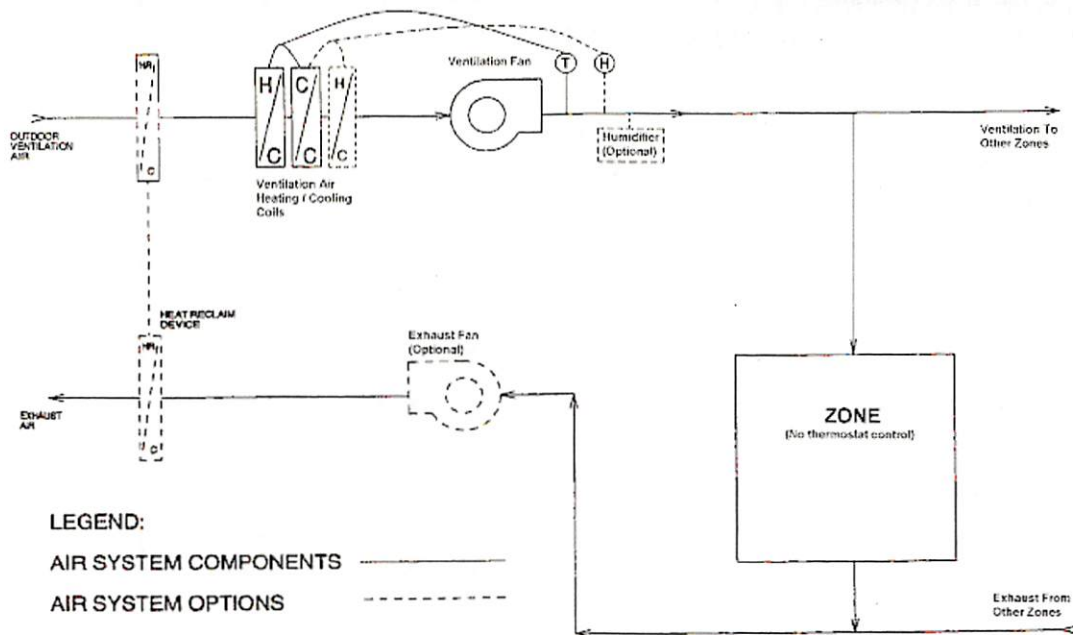 HR
C
OUTDOOR
VENTILATION
AIR
H
C
H
C
C
C
Ventilation Air
Heating / Cooling
Coils
Ventilation Fan
T
H
Humidifier
(Optional)
Ventilation To
Other Zones
HEAT RECLAIM
DEVICE
HR
C
EXHAUST
AIR
Exhaust Fan
(Optional)
ZONE
(No thermostat control)
LEGEND:
AIR SYSTEM COMPONENTS
AIR SYSTEM OPTIONS
Exhaust From
Other Zones